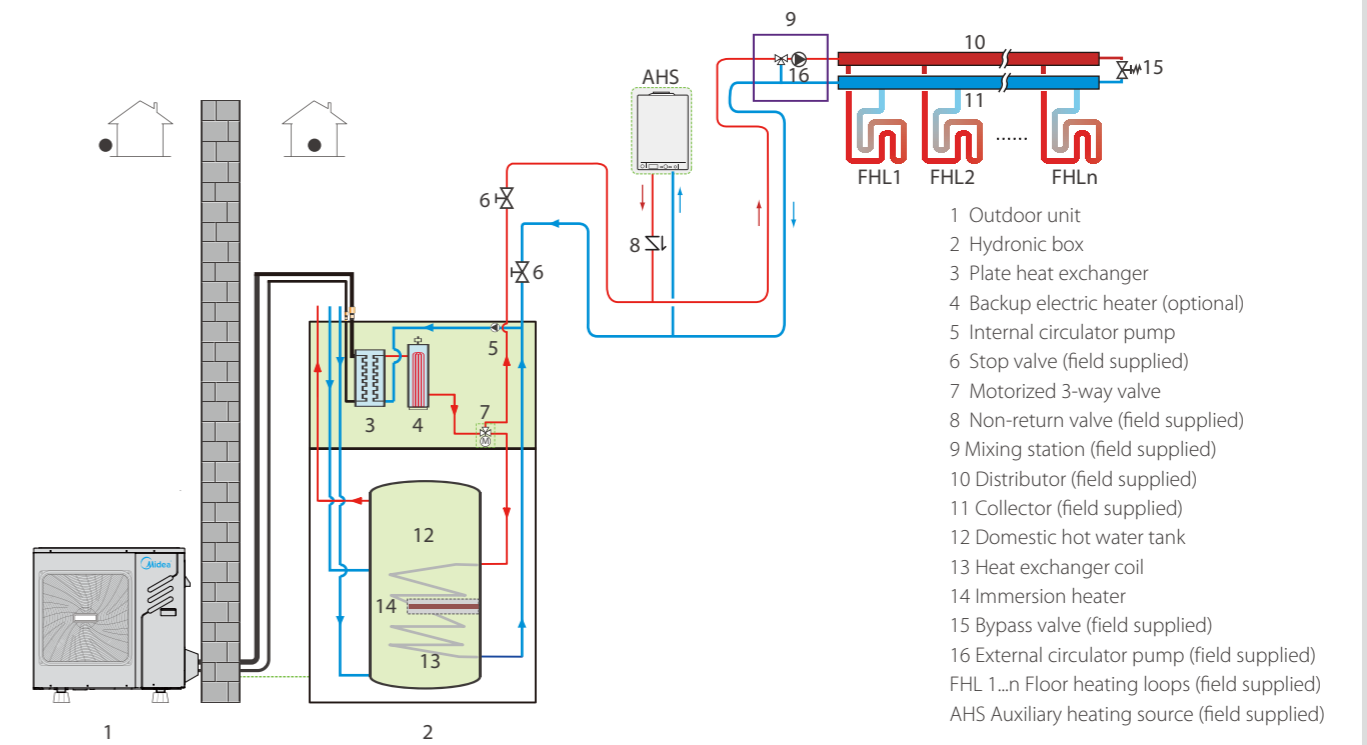 9
10
16
15
AHS
11
......
FHL1 FHL2 FHLn
6
8
6
5
7
3 4
M
12
Midea
14
13
1 2
1 Outdoor unit
2 Hydronic box
3 Plate heat exchanger
4 Backup electric heater (optional)
5 Internal circulator pump
6 Stop valve (field supplied)
7 Motorized 3-way valve
8 Non-return valve (field supplied)
9 Mixing station (field supplied)
10 Distributor (field supplied)
11 Collector (field supplied)
12 Domestic hot water tank
13 Heat exchanger coil
14 Immersion heater
15 Bypass valve (field supplied)
16 External circulator pump (field supplied)
FHL 1...n Floor heating loops (field supplied)
AHS Auxiliary heating source (field supplied)